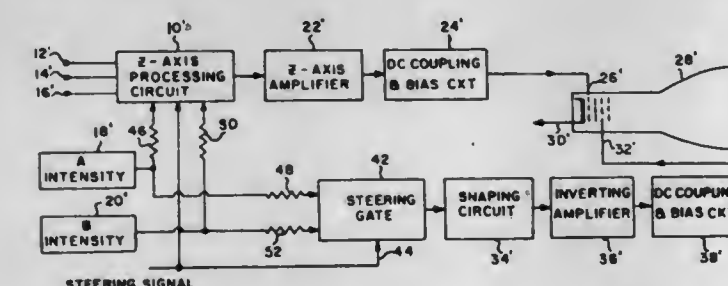 10'
22'
24'
12'
14'
16'
Z-AXIS
PROCESSING
CIRCUIT
Z-AXIS
AMPLIFIER
DC COUPLING
& BIAS CKT
26'
28'
30'
32'
18'
46
50
A
INTENSITY
20'
B
INTENSITY
48
52
42
STEERING
GATE
44
SHAPING
CIRCUIT
34'
INVERTING
AMPLIFIER
36'
DC COUPLIN
& BIAS CK
38'
STEERING SIGNAL